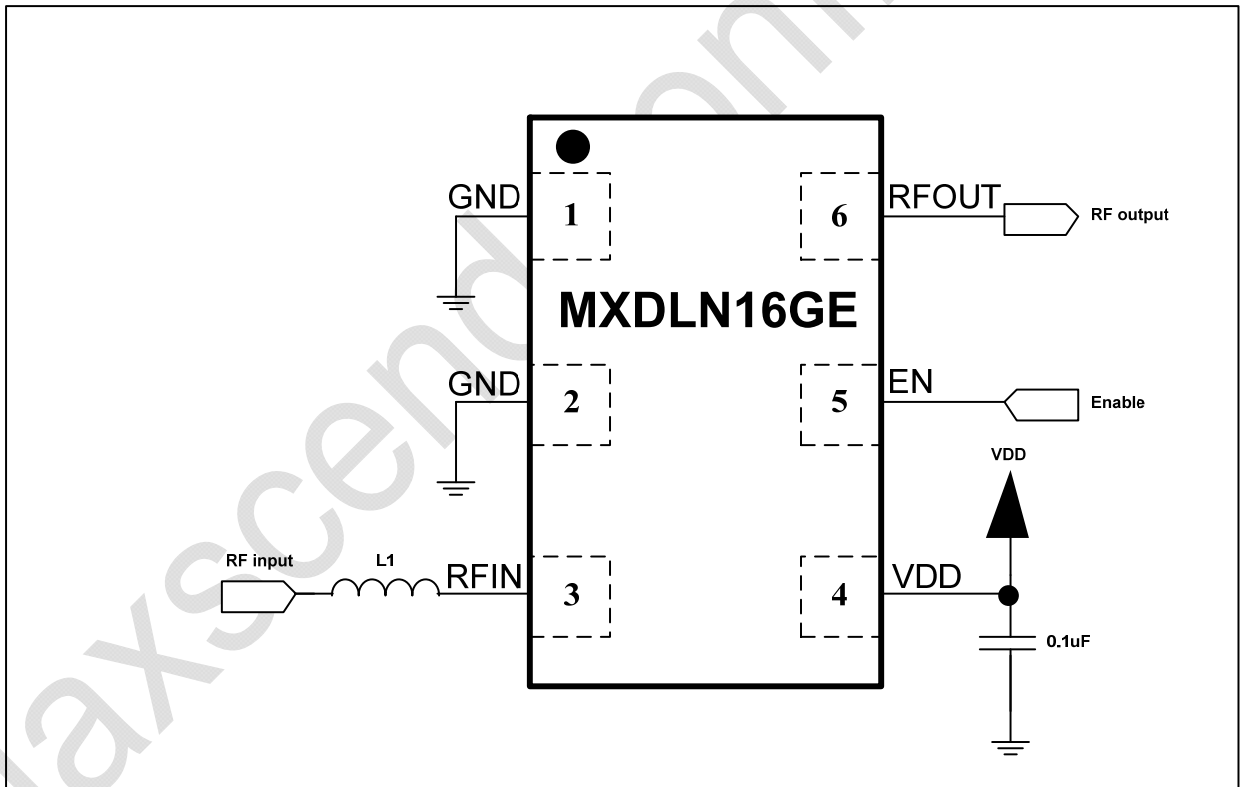 GND
1
6
RFOUT
RF output
MXDLN16GE
GND
2
5
EN
Enable
VDD
RF input
L1
RFIN
3
4
VDD
0.1uF